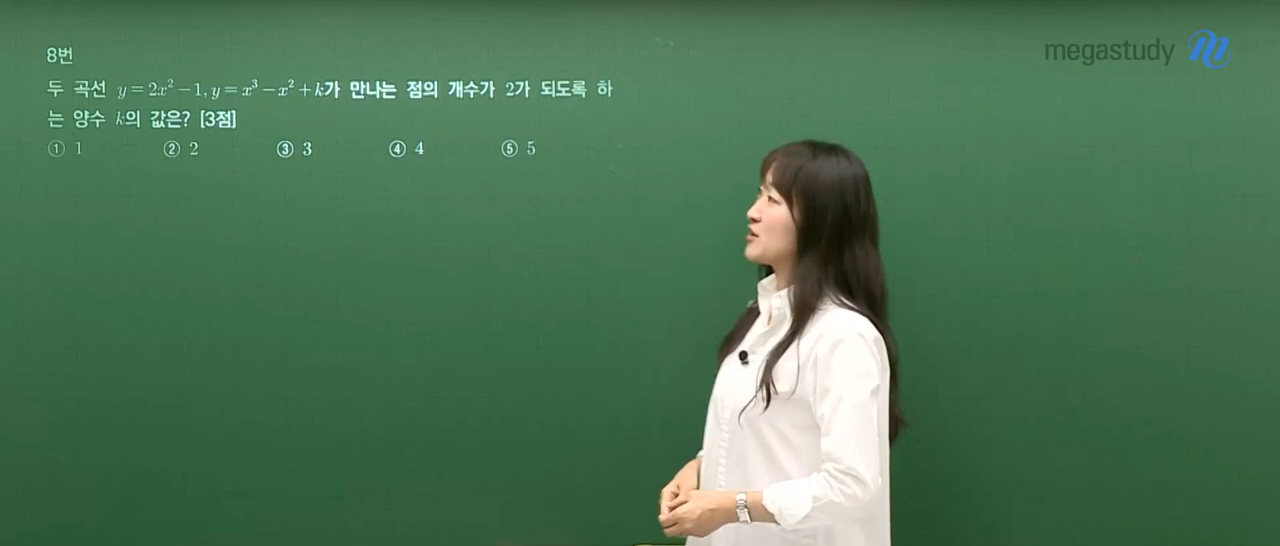 megastudy
8번
두 곡선 y = 2x² − 1, y = x³ − x² + k가 만나는 점의 개수가 2가 되도록 하
는 양수 k의 값은? [3점]
① 1 ② 2 ③ 3 ④ 4 ⑤ 5